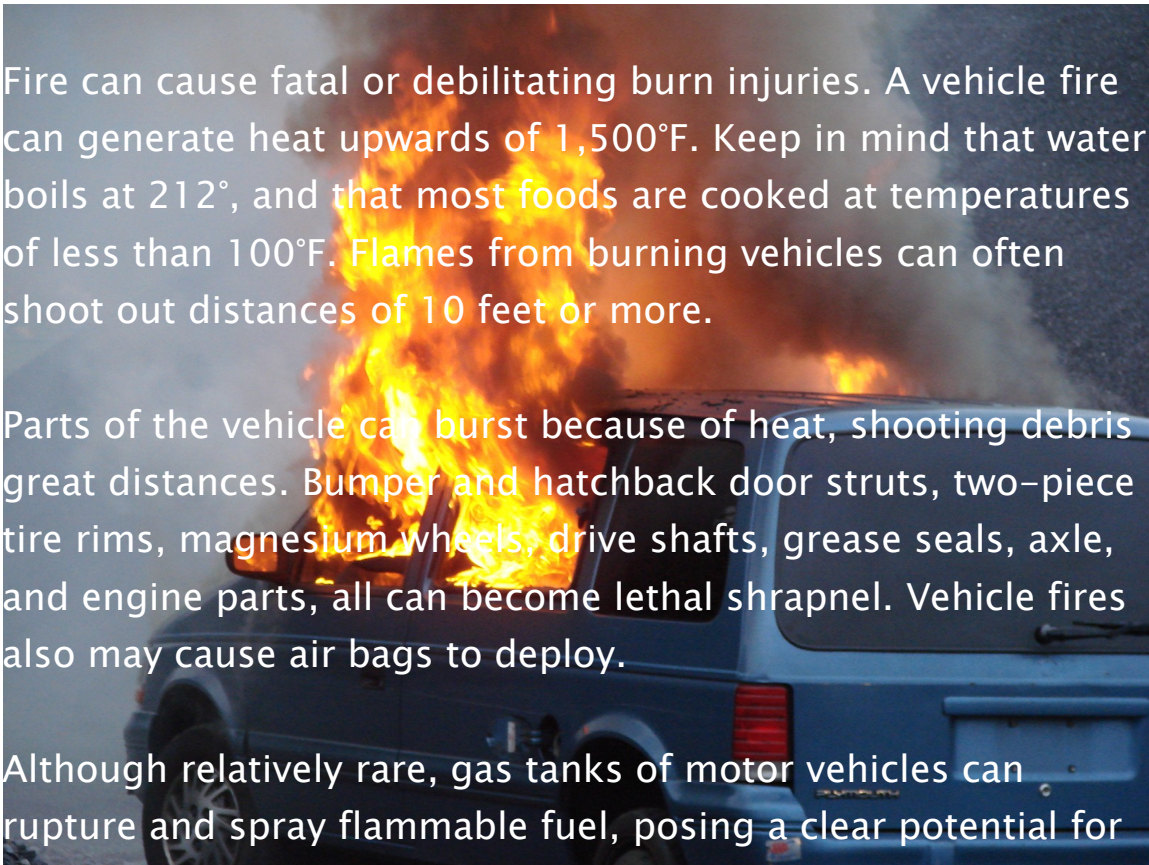 Fire can cause fatal or debilitating burn injuries. A vehicle fire
can generate heat upwards of 1,500°F. Keep in mind that water
boils at 212°, and that most foods are cooked at temperatures
of less than 100°F. Flames from burning vehicles can often
shoot out distances of 10 feet or more.
Parts of the vehicle can burst because of heat, shooting debris
great distances. Bumper and hatchback door struts, two-piece
tire rims, magnesium wheels, drive shafts, grease seals, axle,
and engine parts, all can become lethal shrapnel. Vehicle fires
also may cause air bags to deploy.
Although relatively rare, gas tanks of motor vehicles can
PLYMOUTH
rupture and spray flammable fuel, posing a clear potential for